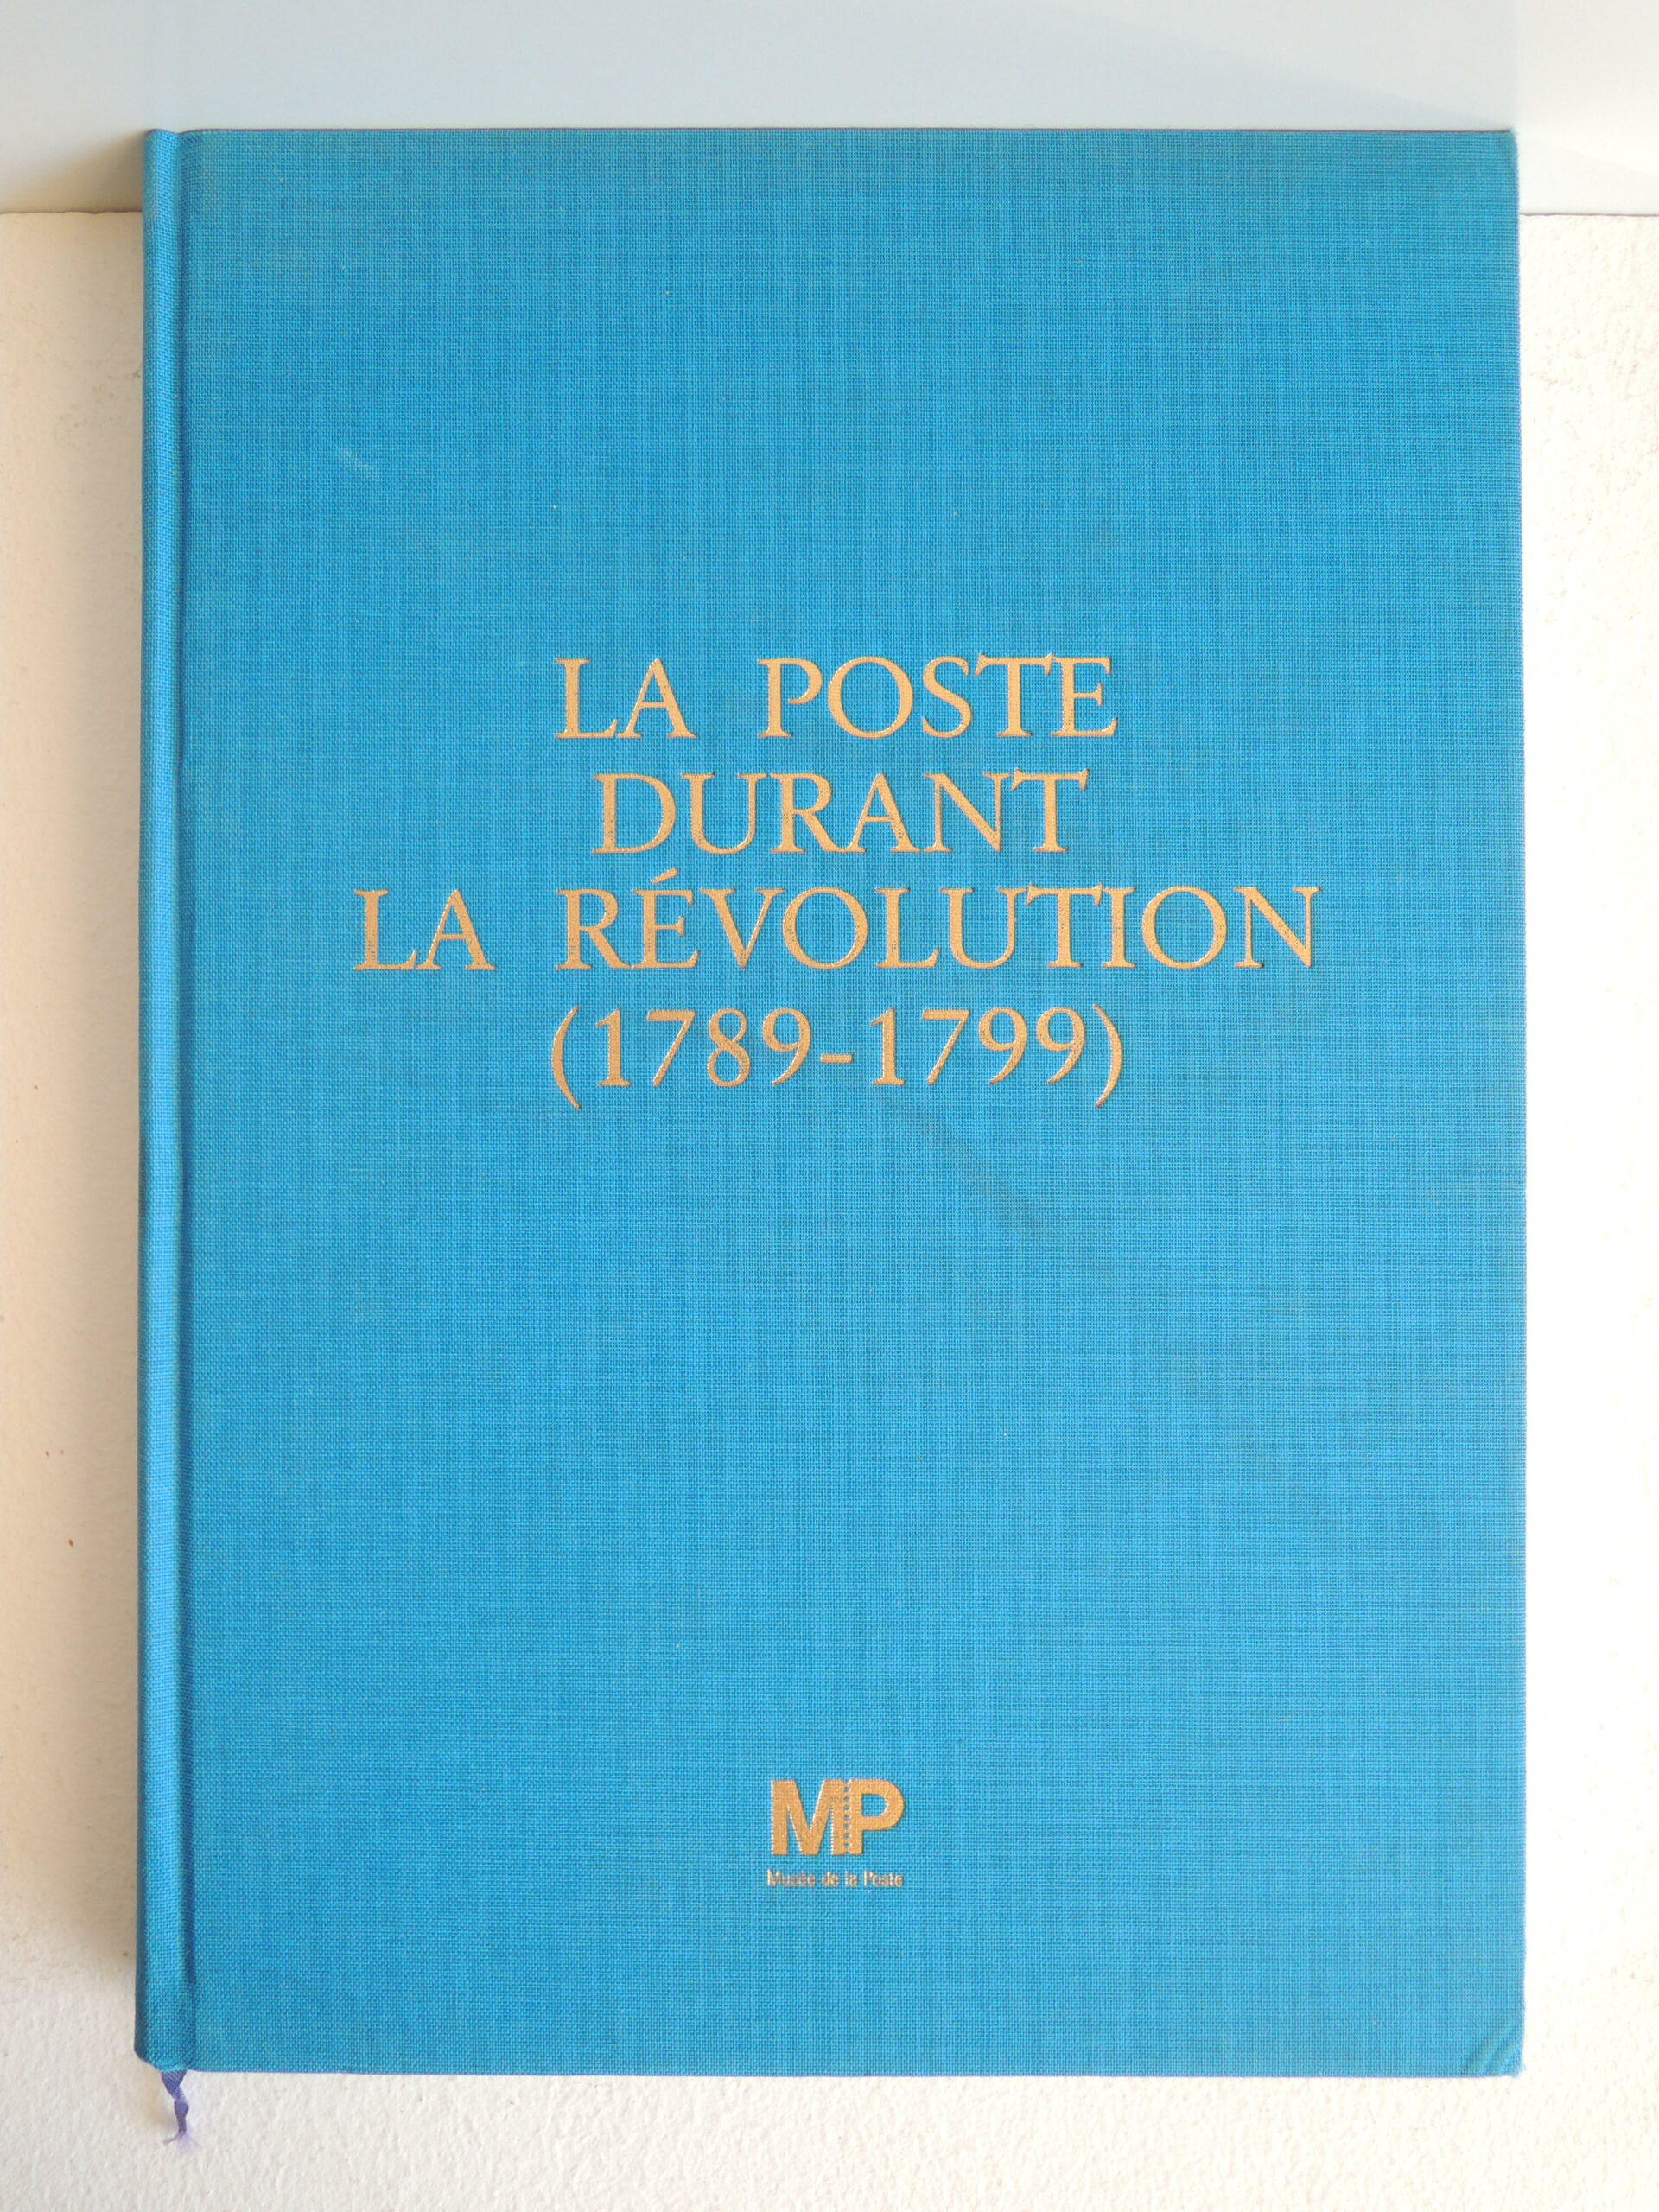 LA POSTE
DURANT
LA RÉVOLUTION
(1789-1799)
MP
Musée de la Poste